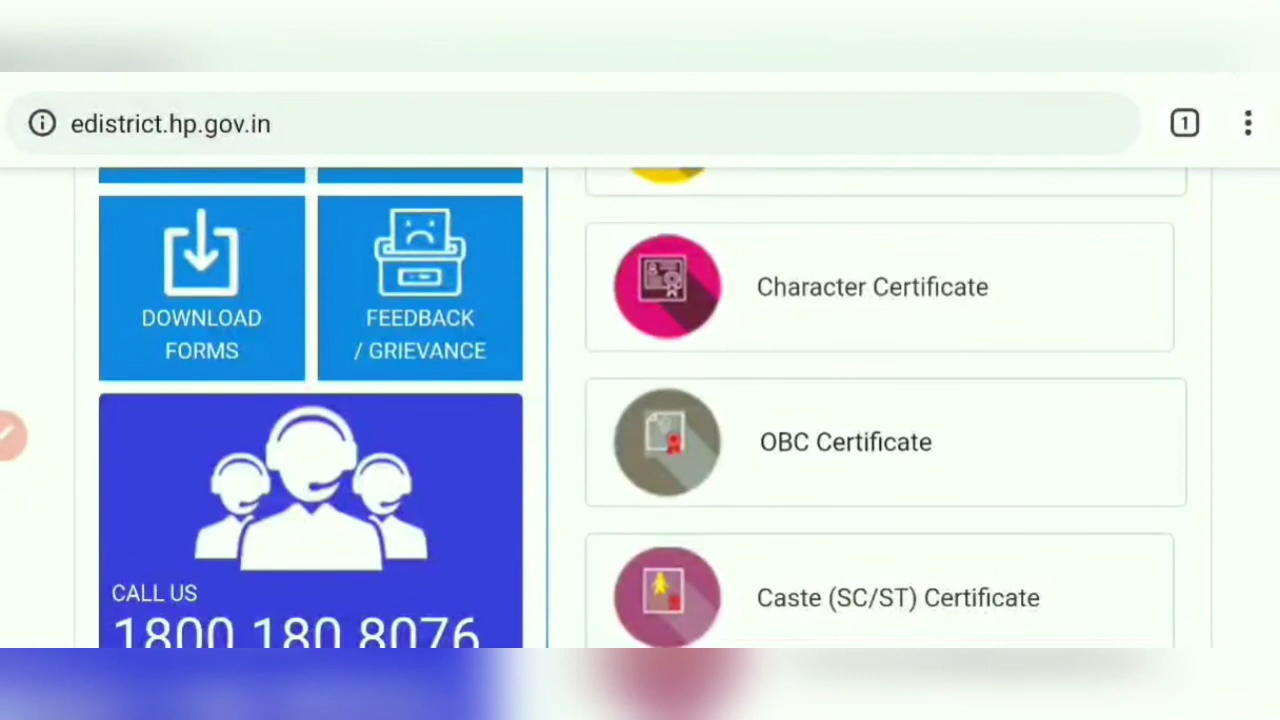 edistrict.hp.gov.in
1
DOWNLOAD
FORMS
FEEDBACK
/ GRIEVANCE
CALL US
1800 180 8076
Character Certificate
OBC Certificate
Caste (SC/ST) Certificate